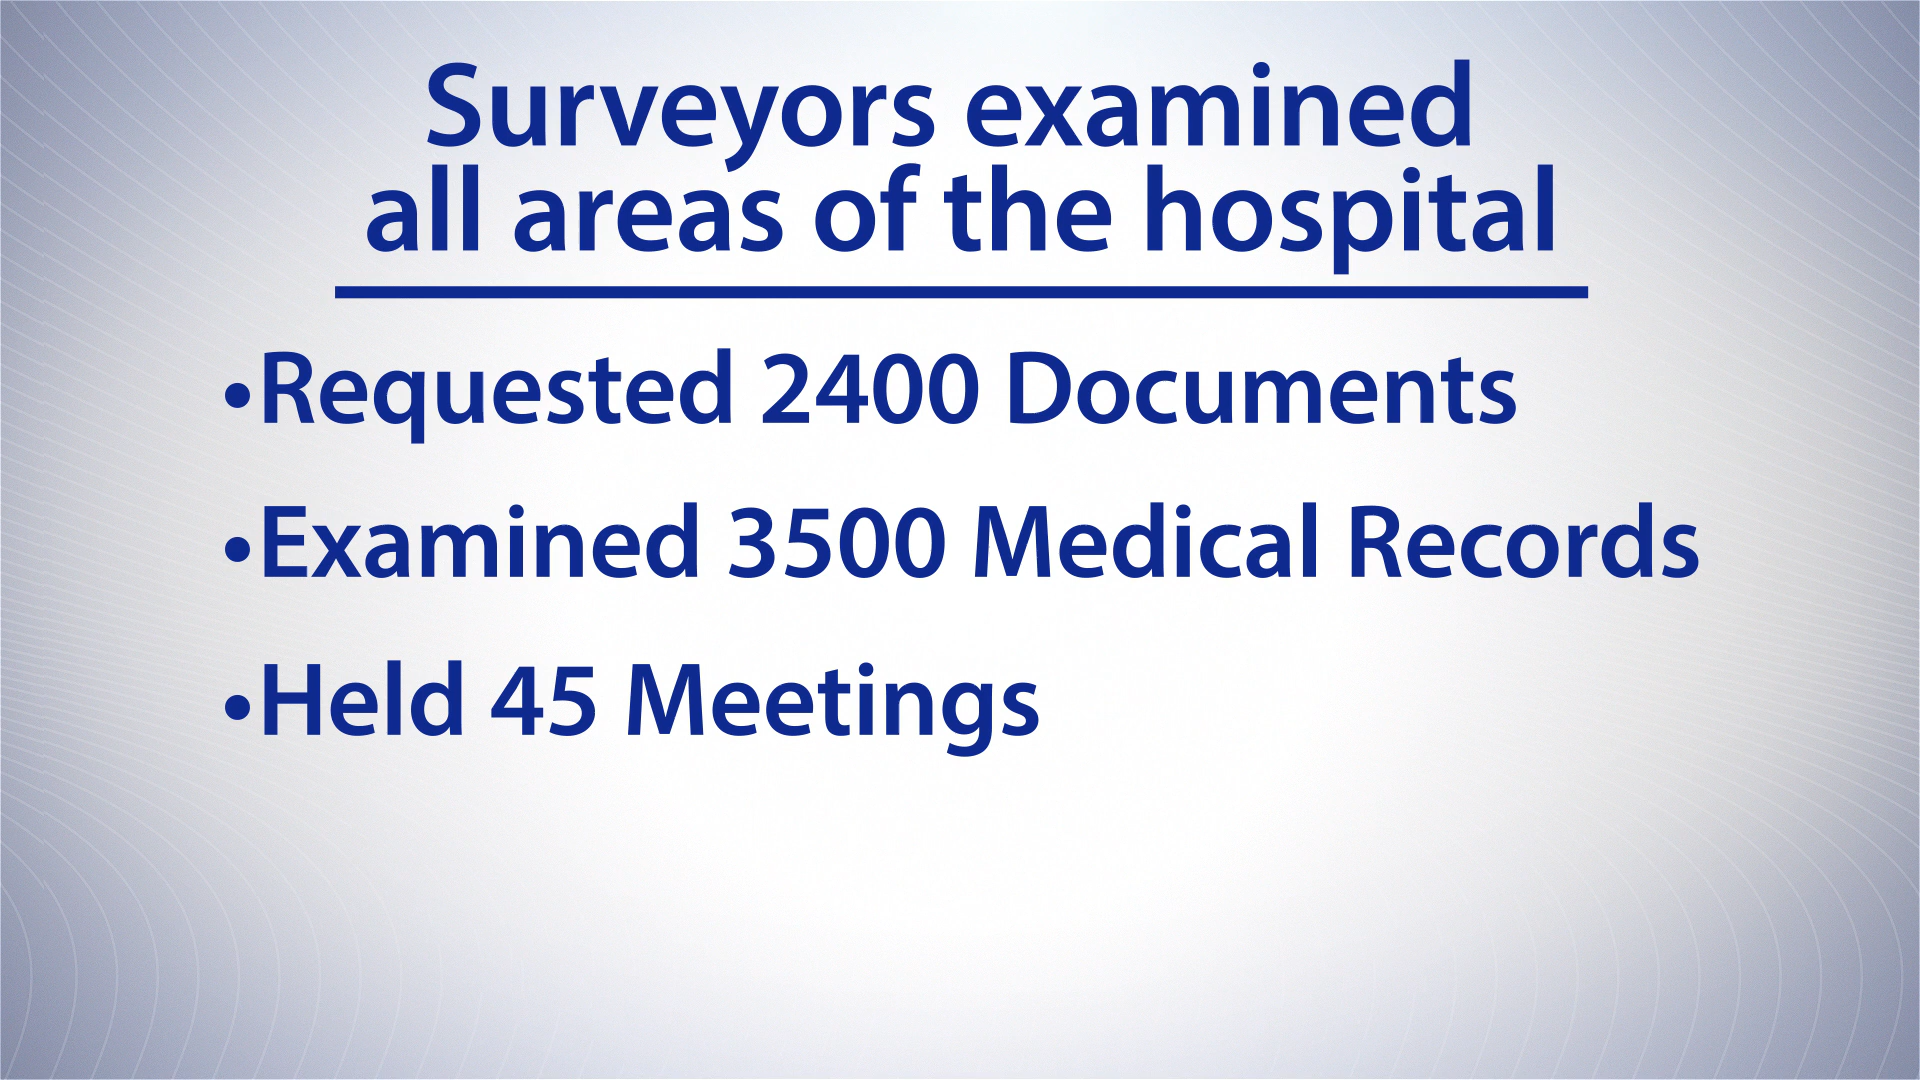 Surveyors examined
all areas of the hospital
•Requested 2400 Documents
•Examined 3500 Medical Records
•Held 45 Meetings